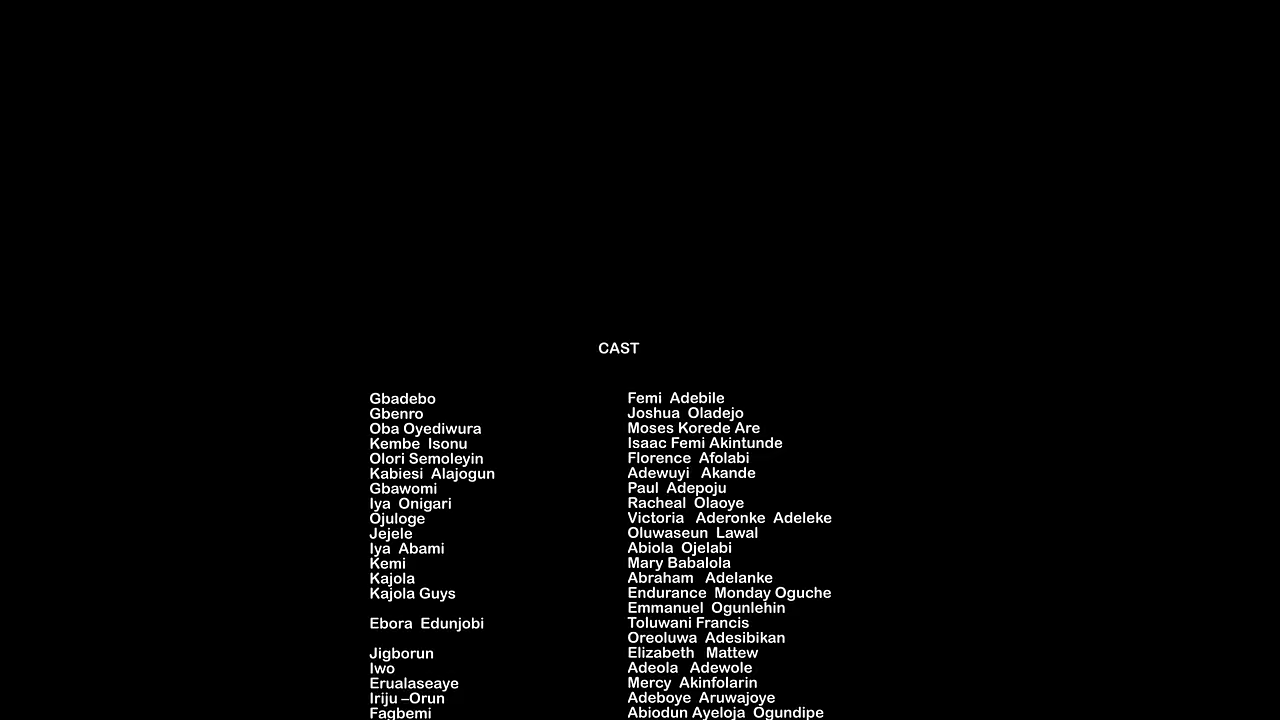 CAST
Gbadebo Femi Adebile
Gbenro Joshua Oladejo
Oba Oyediwura Moses Korede Are
Kembe Isonu Isaac Femi Akintunde
Olori Semoleyin Florence Afolabi
Kabiesi Alajogun Adewuyi Akande
Gbawomi Paul Adepoju
Iya Onigari Racheal Olaoye
Ojuloge Victoria Aderonke Adeleke
Jejele Oluwaseun Lawal
Iya Abami Abiola Ojelabi
Kemi Mary Babalola
Kajola Abraham Adelanke
Kajola Guys Endurance Monday Oguche
Emmanuel Ogunlehin
Ebora Edunjobi Toluwani Francis
Oreoluwa Adesibikan
Jigborun Elizabeth Mattew
Iwo Adeola Adewole
Erualaseaye Mercy Akinfolarin
Iriju –Orun Adeboye Aruwajoye
Fagbemi Abiodun Ayeloja Ogundipe